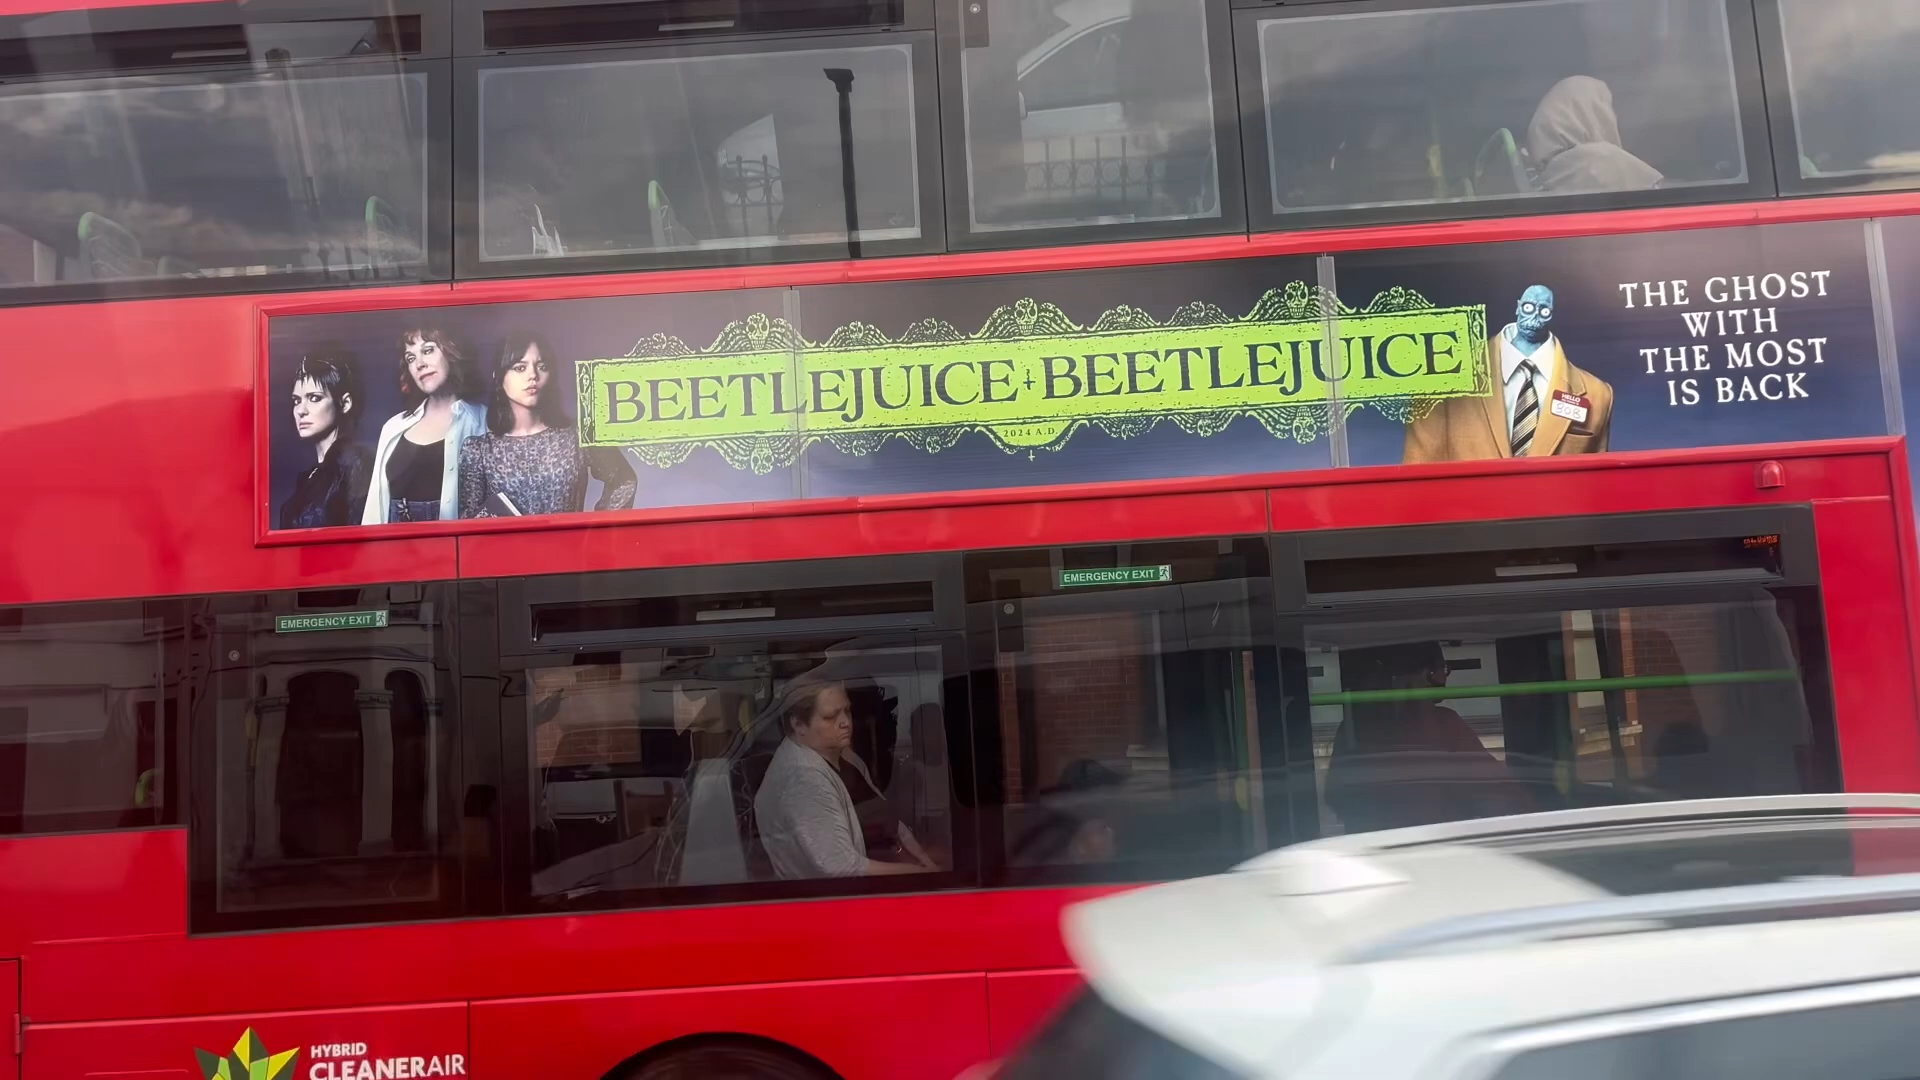 BEETLEJUICE BEETLEJUICE
2024 A.D.
HELLO
BOB
THE GHOST
WITH
THE MOST
IS BACK
EMERGENCY EXIT
EMERGENCY EXIT
HYBRID
CLEANERAIR